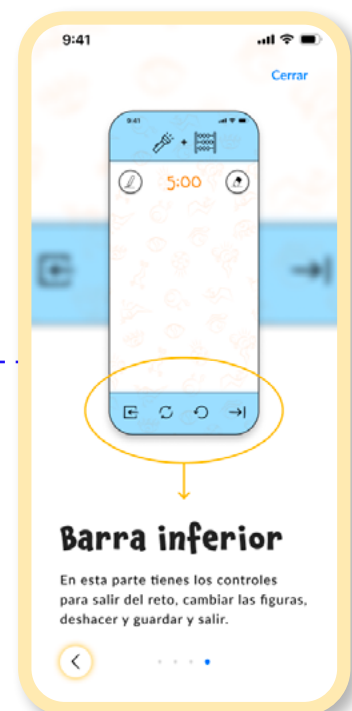 9:41
Cerrar
9:41
+
5:00
Barra inferior
En esta parte tienes los controles
para salir del reto, cambiar las figuras,
deshacer y guardar y salir.